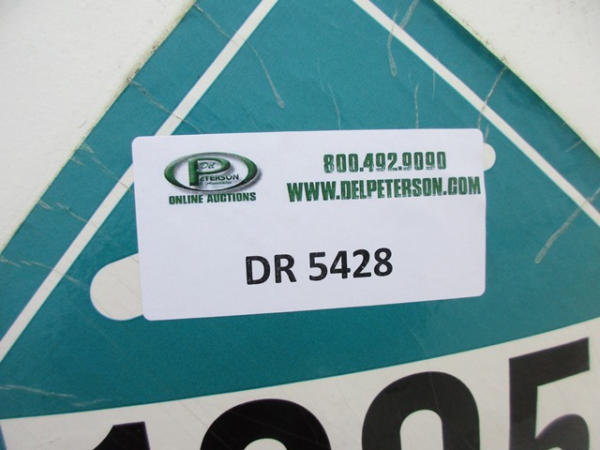 Del
PETERSON
ONLINE AUCTIONS
800.492.9090
WWW.DELPETERSON.COM
DR 5428